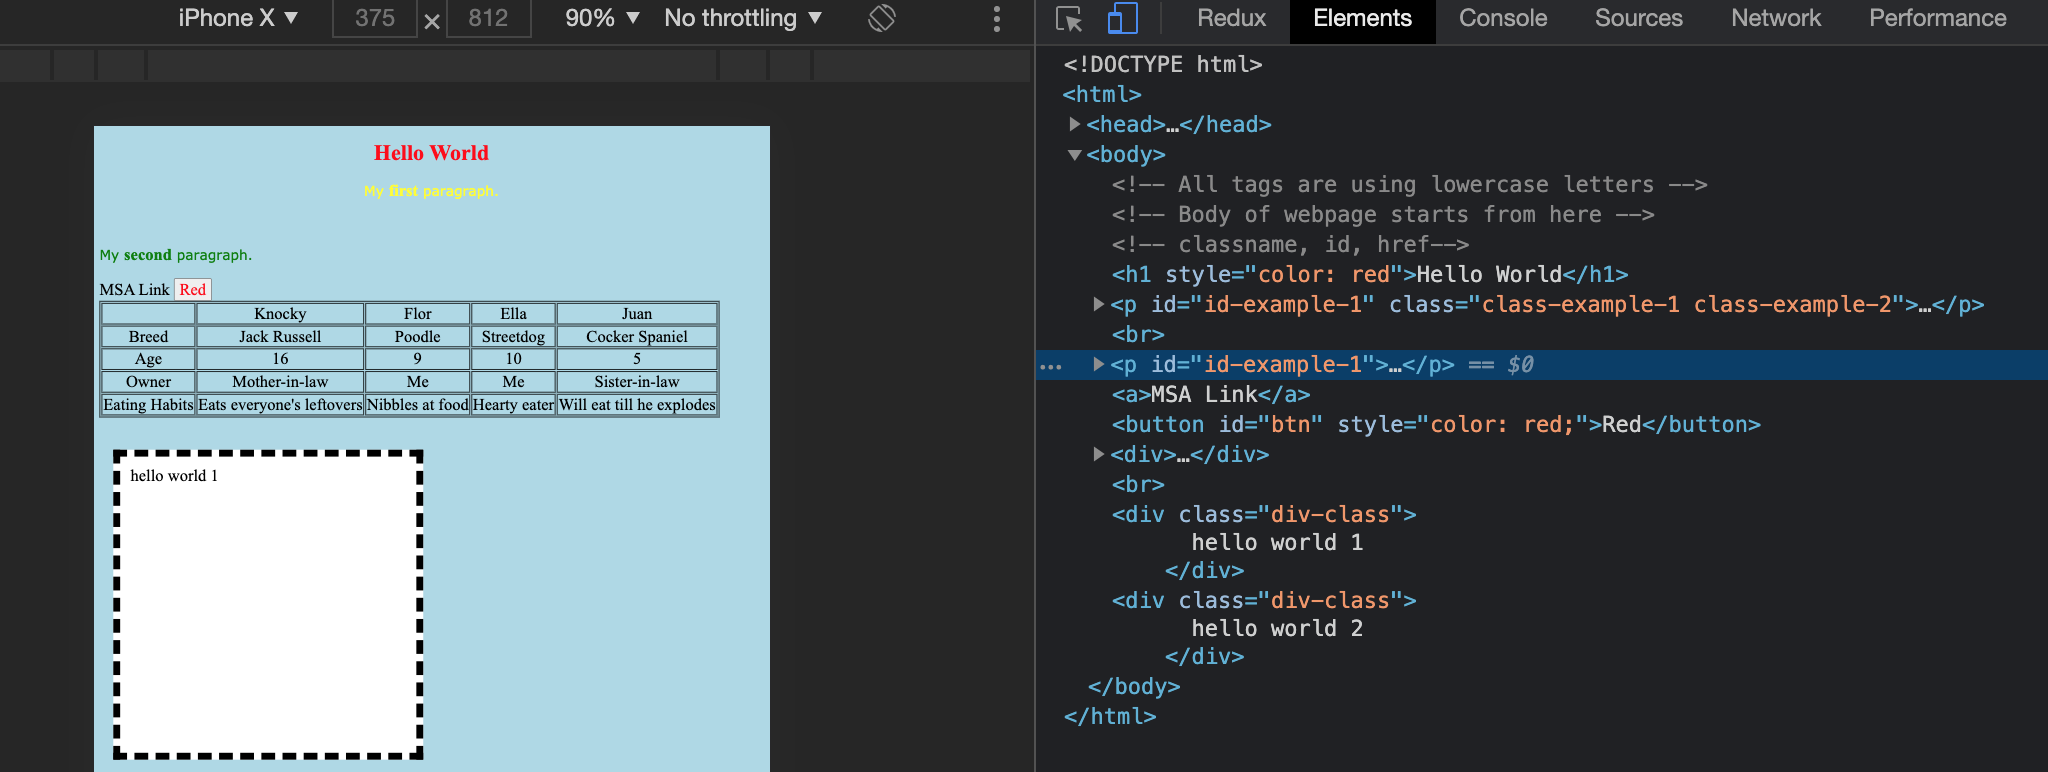 iPhone X ▼ 375 × 812 90% ▼ No throttling ▼
Redux Elements Console Sources Network Performance
Hello World
My first paragraph.
My second paragraph.
MSA Link Red
Knocky Flor Ella Juan
Breed Jack Russell Poodle Streetdog Cocker Spaniel
Age 16 9 10 5
Owner Mother-in-law Me Me Sister-in-law
Eating Habits Eats everyone's leftovers Nibbles at food Hearty eater Will eat till he explodes
hello world 1
<!DOCTYPE html>
<html>
▶<head>…</head>
▼<body>
<!-- All tags are using lowercase letters -->
<!-- Body of webpage starts from here -->
<!-- classname, id, href-->
<h1 style="color: red">Hello World</h1>
▶<p id="id-example-1" class="class-example-1 class-example-2">…</p>
<br>
… ▶<p id="id-example-1">…</p> == $0
<a>MSA Link</a>
<button id="btn" style="color: red;">Red</button>
▶<div>…</div>
<br>
<div class="div-class">
hello world 1
</div>
<div class="div-class">
hello world 2
</div>
</body>
</html>